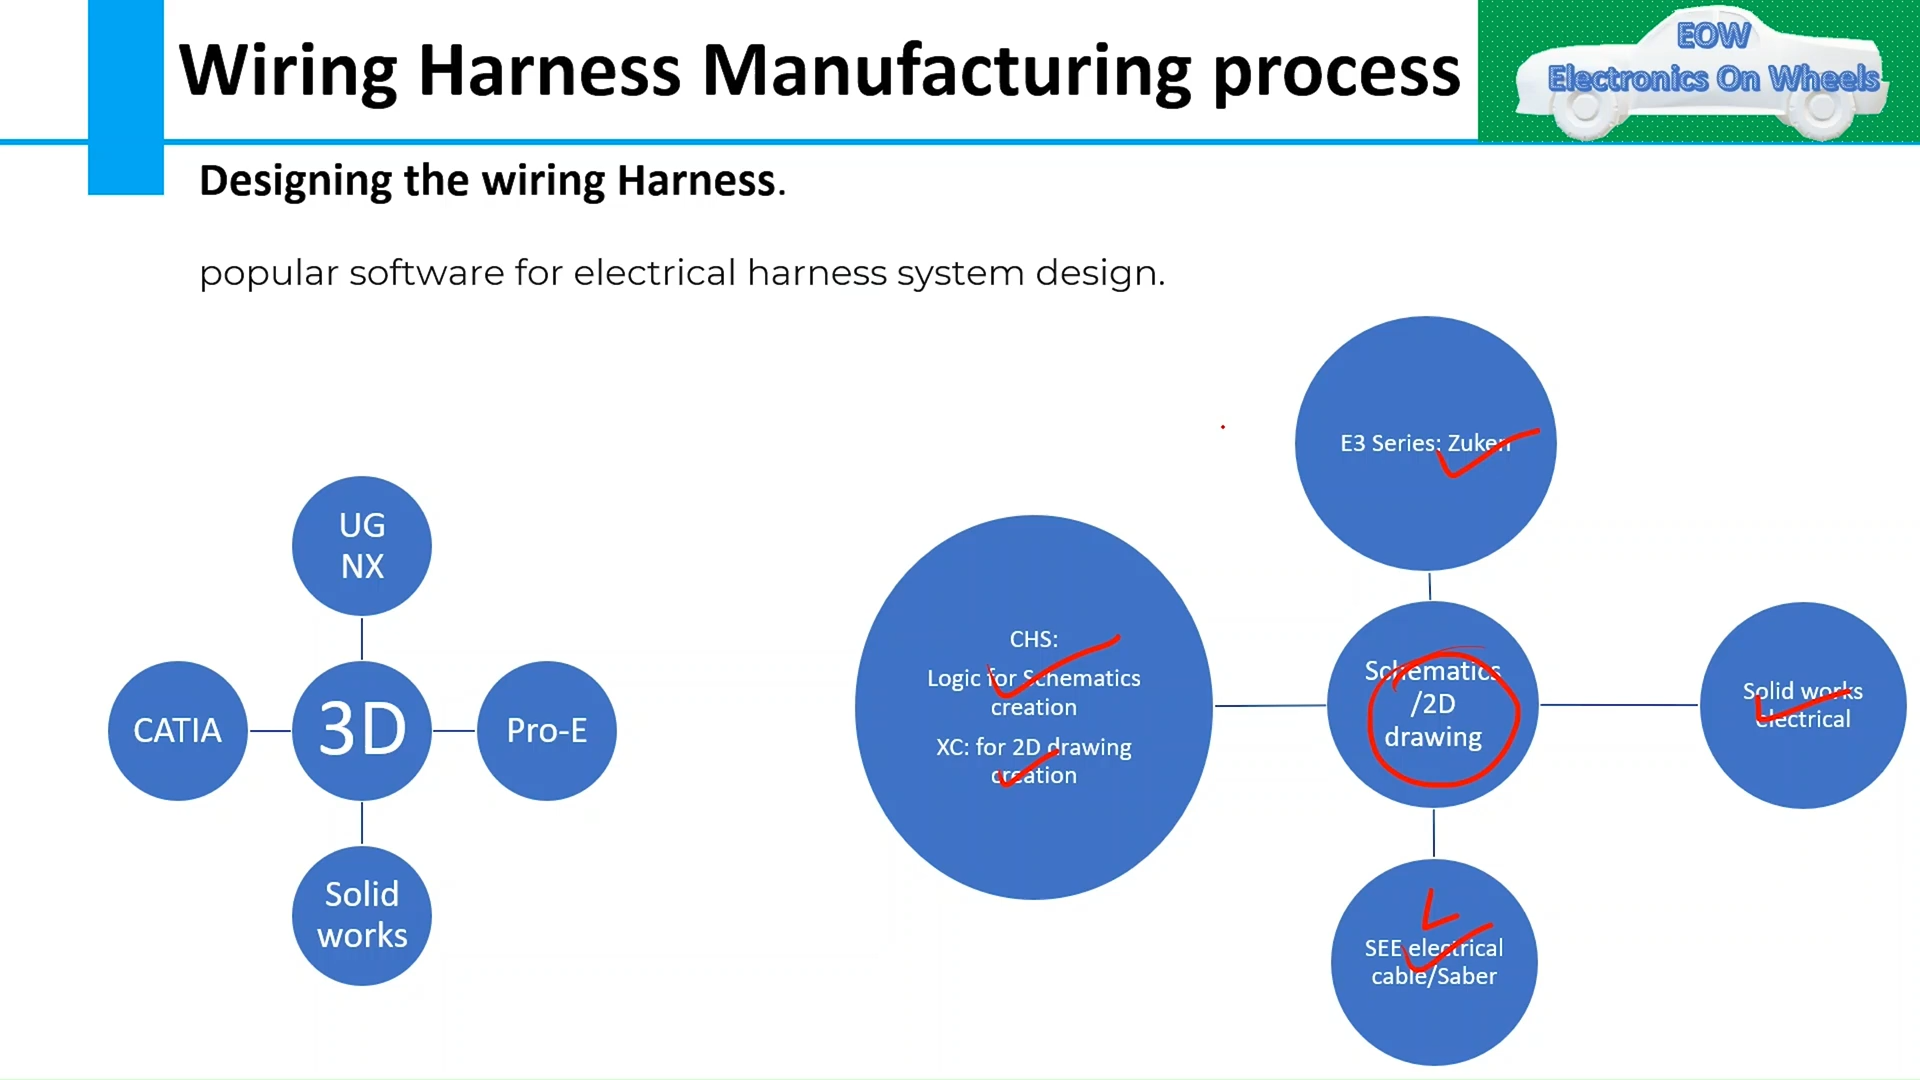 Wiring Harness Manufacturing process
EOW
Electronics On Wheels
Designing the wiring Harness.
popular software for electrical harness system design.
UG
NX
CATIA
3D
Pro-E
Solid
works
E3 Series: Zuken
CHS:
Logic for Schematics
creation
XC: for 2D drawing
creation
Schematics
/2D
drawing
Solid works
electrical
SEE electrical
cable/Saber